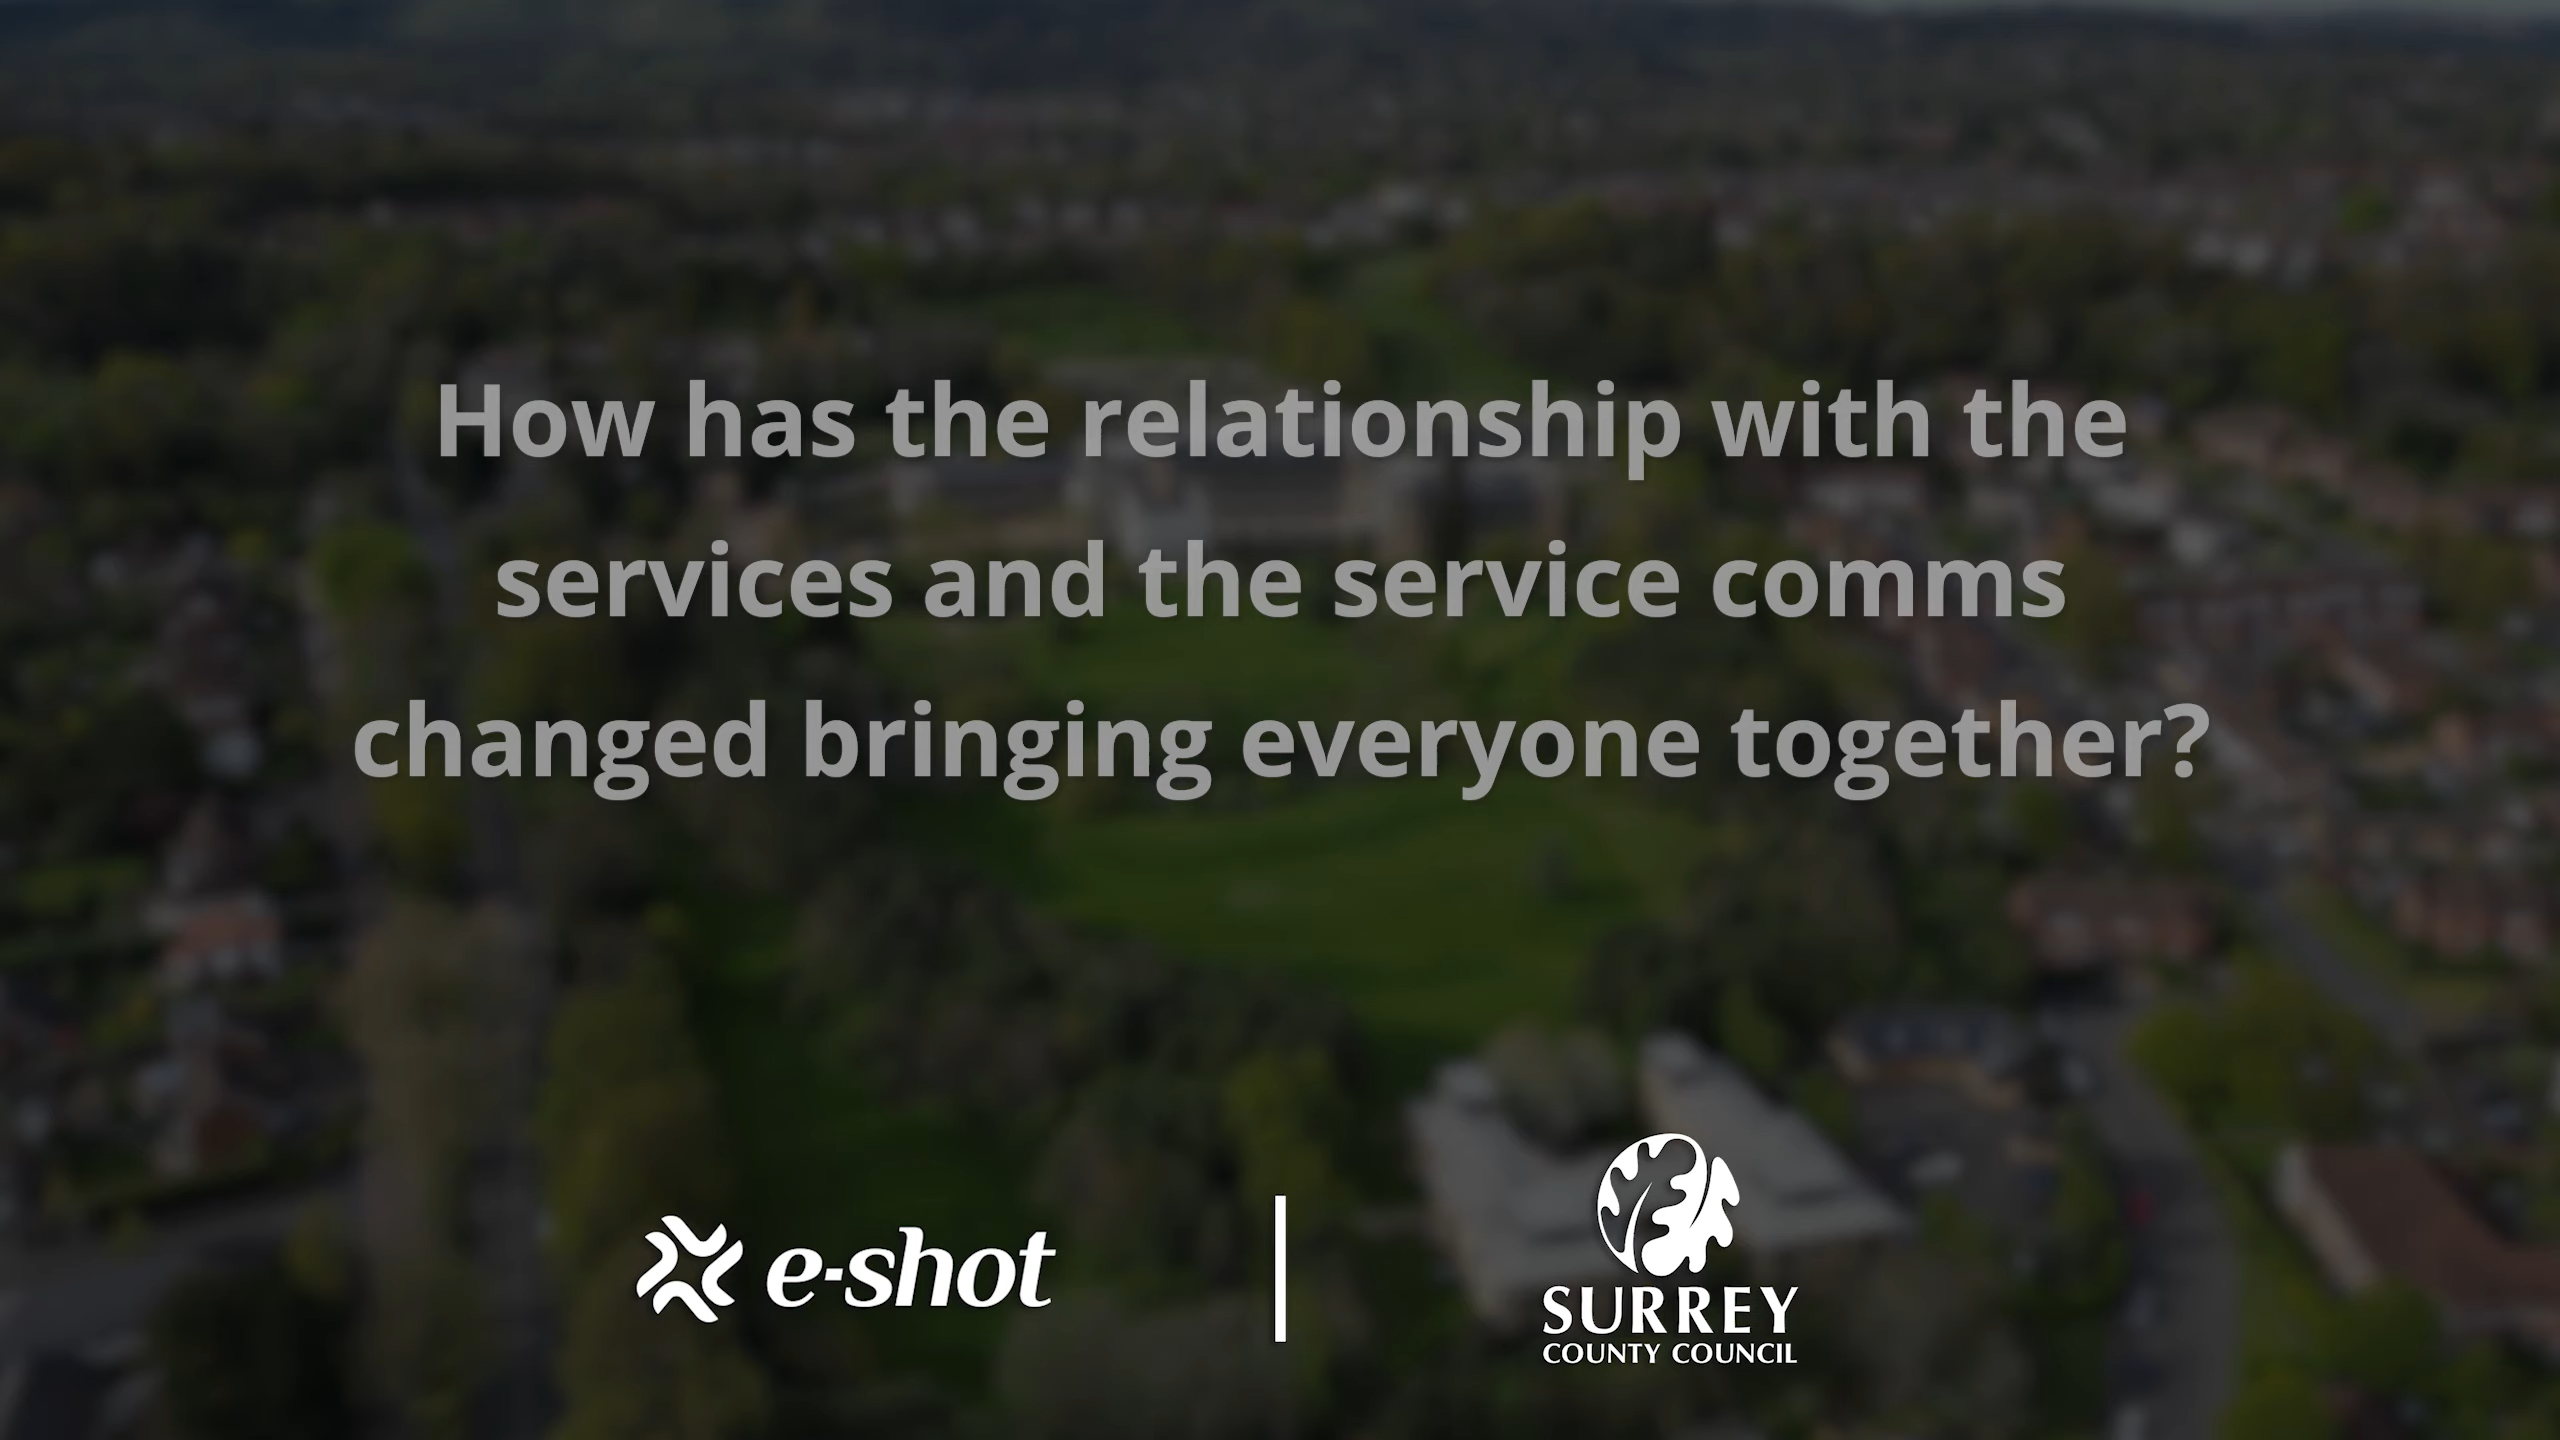 How has the relationship with the
services and the service comms
changed bringing everyone together?
e-shot
SURREY
COUNTY COUNCIL